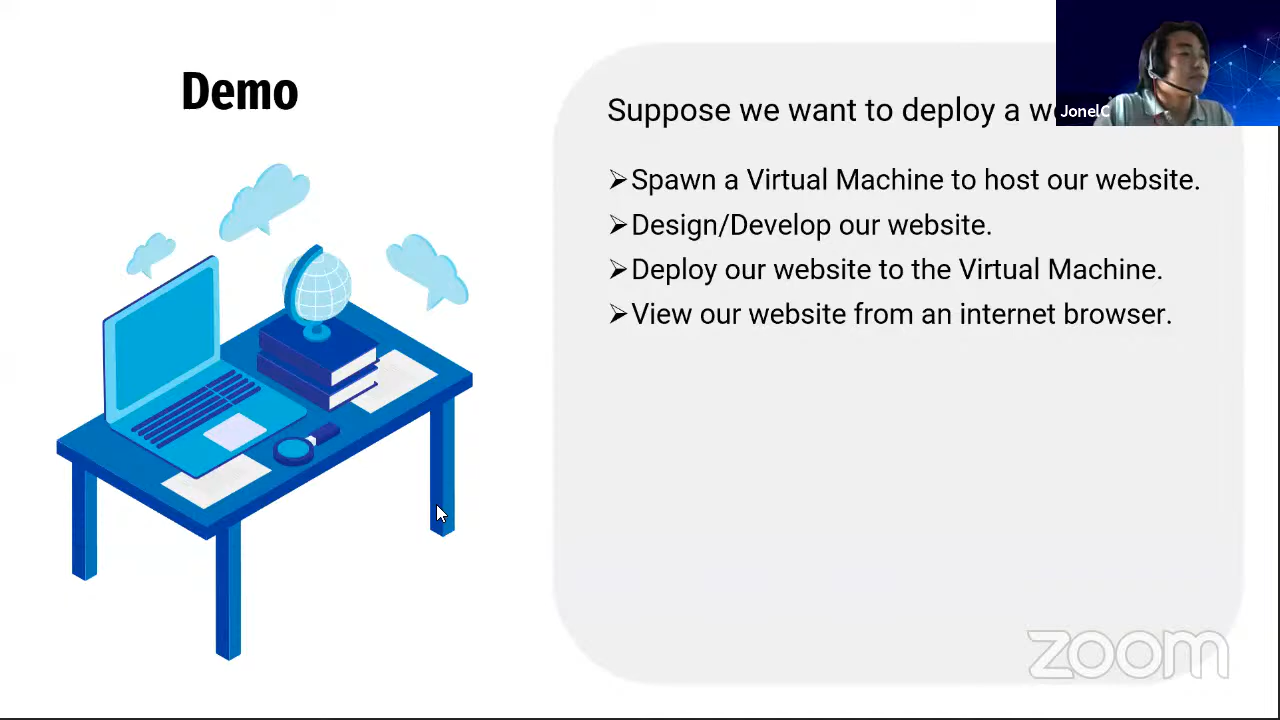 Demo
Suppose we want to deploy a
JonelC
➢Spawn a Virtual Machine to host our website.
➢Design/Develop our website.
➢Deploy our website to the Virtual Machine.
➢View our website from an internet browser.
zoom